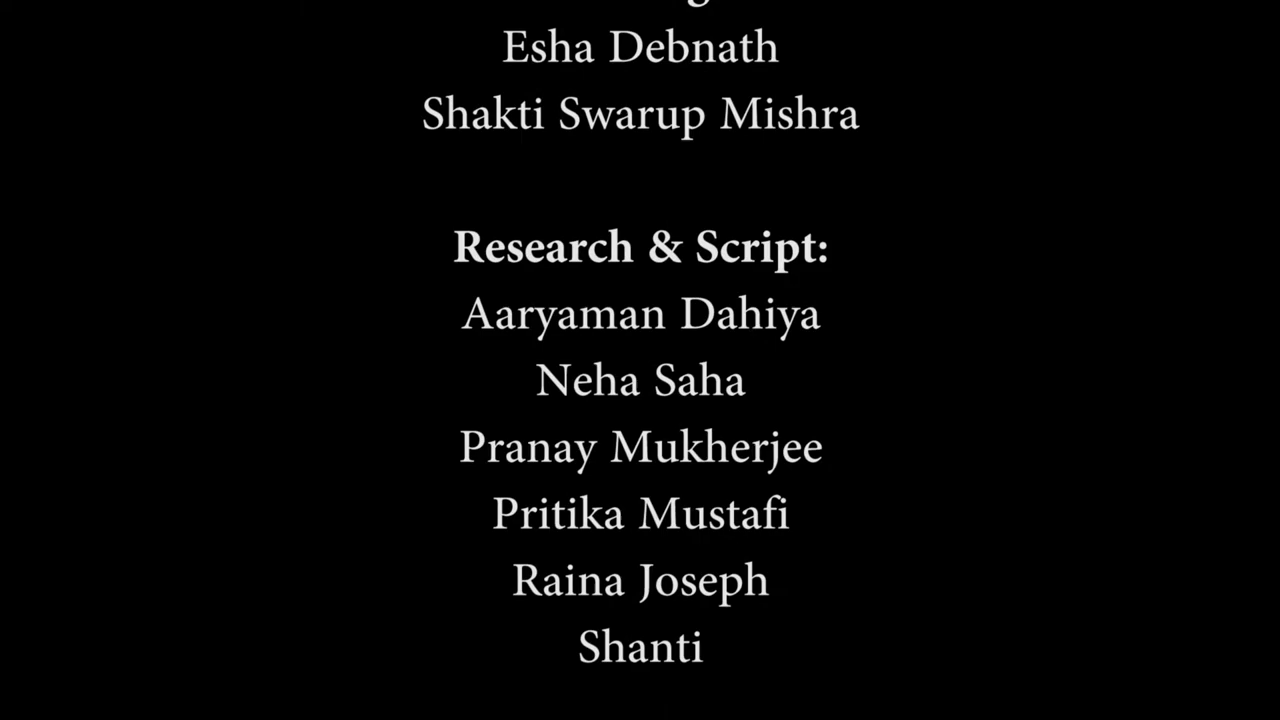 Esha Debnath
Shakti Swarup Mishra
Research & Script:
Aaryaman Dahiya
Neha Saha
Pranay Mukherjee
Pritika Mustafi
Raina Joseph
Shanti